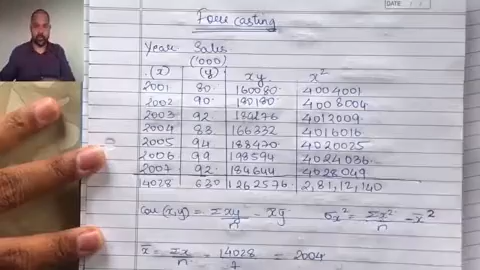 Forecasting
Year Sales
('000)
(x) (y) xy x²
2001 80. 160080. 4004001
2002 90. 180180. 4008004
2003 92 184276 4012009.
2004 83 166332 4016016
2005 94 188470 4020025
2006 99 198594 4024036.
2007 92. 184644 4028049
14028 630 1262576. 2,81,12,140
Cov(x,y) = Σxy/n - x̄ȳ σx² = Σx²/n - x̄²
x̄ = Σx/n = 14028/7 = 2004